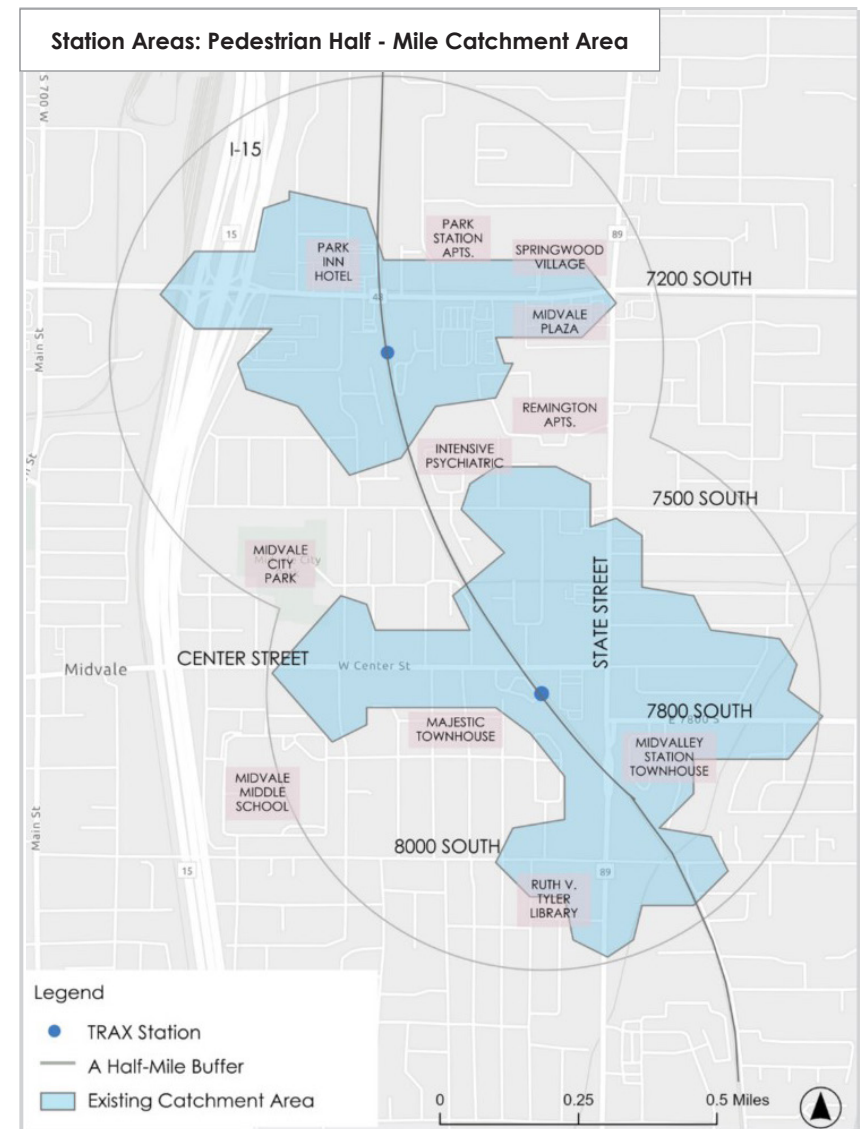 Station Areas: Pedestrian Half - Mile Catchment Area
S 700 W
I-15
15
PARK
INN
HOTEL
PARK
STATION
APTS.
SPRINGWOOD
VILLAGE
89
7200 SOUTH
48
MIDVALE
PLAZA
Main St
REMINGTON
APTS.
INTENSIVE
PSYCHIATRIC
7500 SOUTH
MIDVALE
CITY
PARK
STATE STREET
Midvale
CENTER STREET
W Center St
7800 SOUTH
E 7800 S
MAJESTIC
TOWNHOUSE
MIDVALLEY
STATION
TOWNHOUSE
MIDVALE
MIDDLE
SCHOOL
Main St
8000 SOUTH
15
89
RUTH V.
TYLER
LIBRARY
Legend
TRAX Station
A Half-Mile Buffer
Existing Catchment Area
0 0.25 0.5 Miles